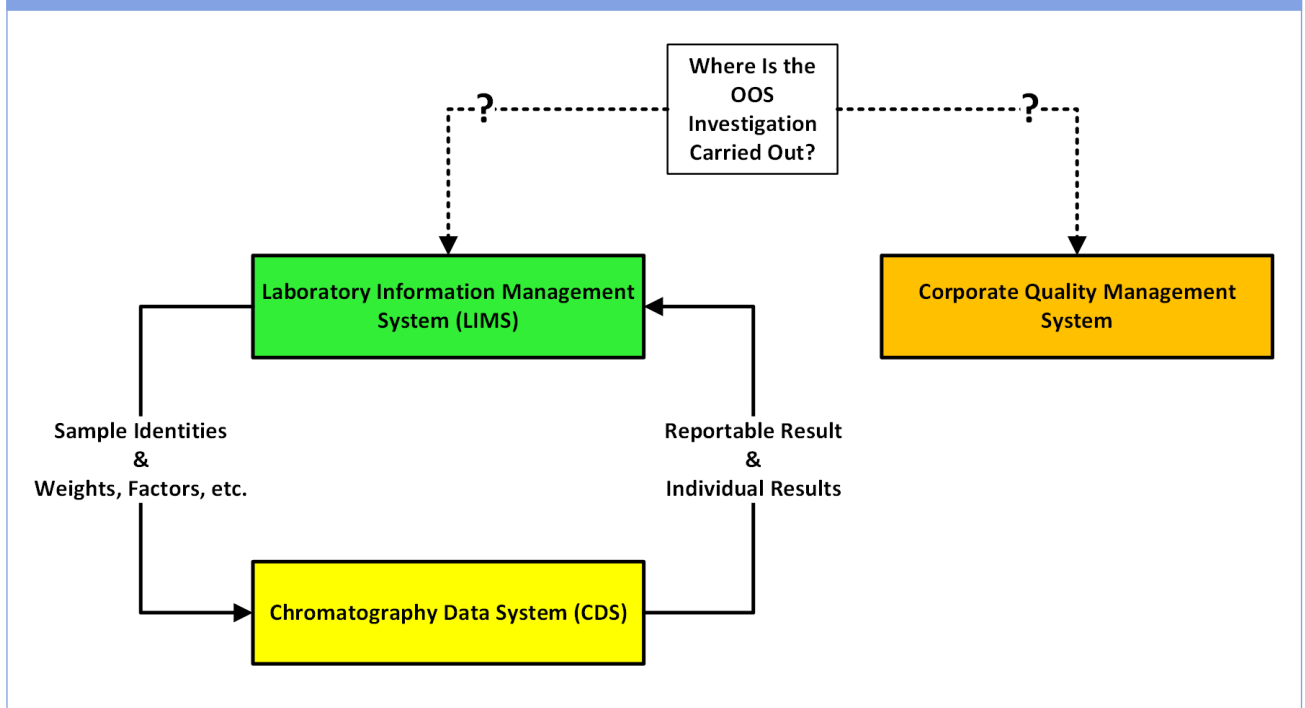 Where Is the
OOS
Investigation
Carried Out?
?
?
Laboratory Information Management
System (LIMS)
Corporate Quality Management
System
Sample Identities
&
Weights, Factors, etc.
Reportable Result
&
Individual Results
Chromatography Data System (CDS)